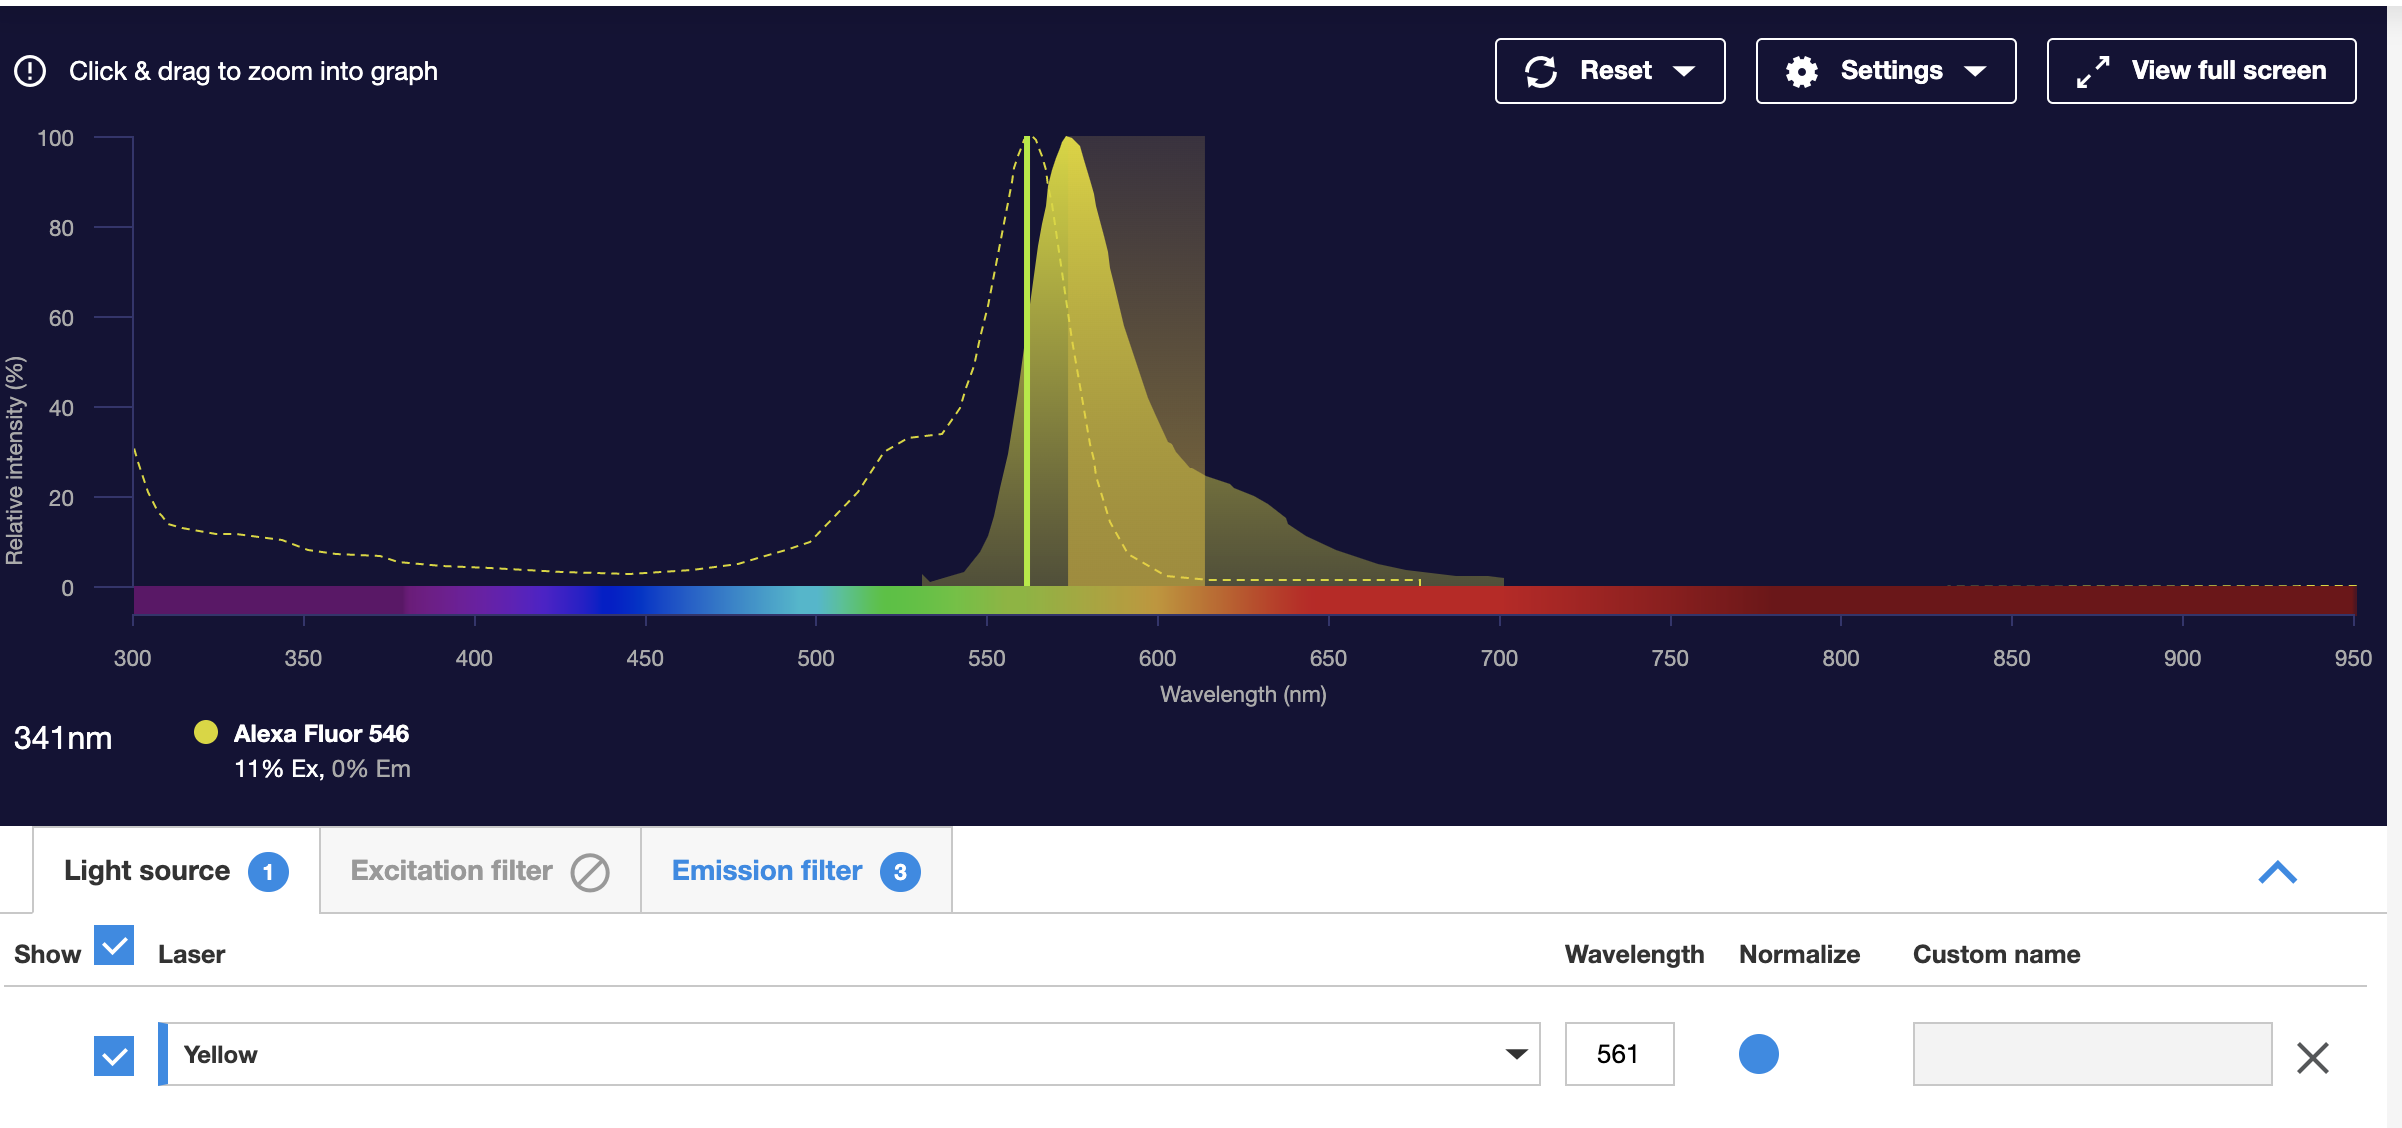 Click & drag to zoom into graph
Reset
Settings
View full screen
100
80
60
40
20
0
Relative intensity (%)
300 350 400 450 500 550 600 650 700 750 800 850 900 950
Wavelength (nm)
341nm
Alexa Fluor 546
11% Ex, 0% Em
Light source 1
Excitation filter
Emission filter 3
Show Laser Wavelength Normalize Custom name
Yellow 561